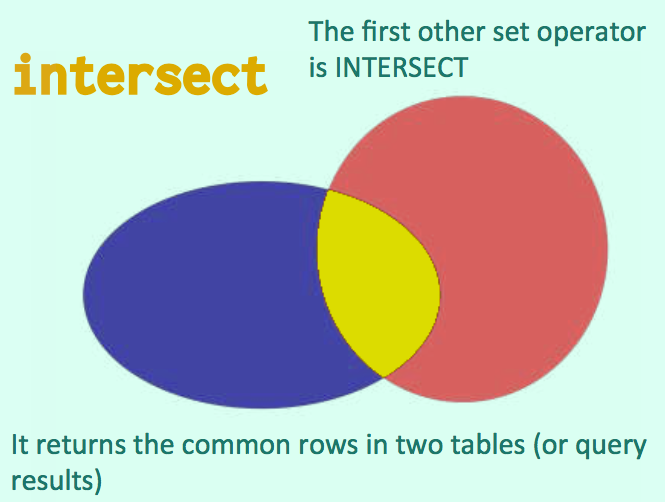 The first other set operator
is INTERSECT
intersect
It returns the common rows in two tables (or query
results)